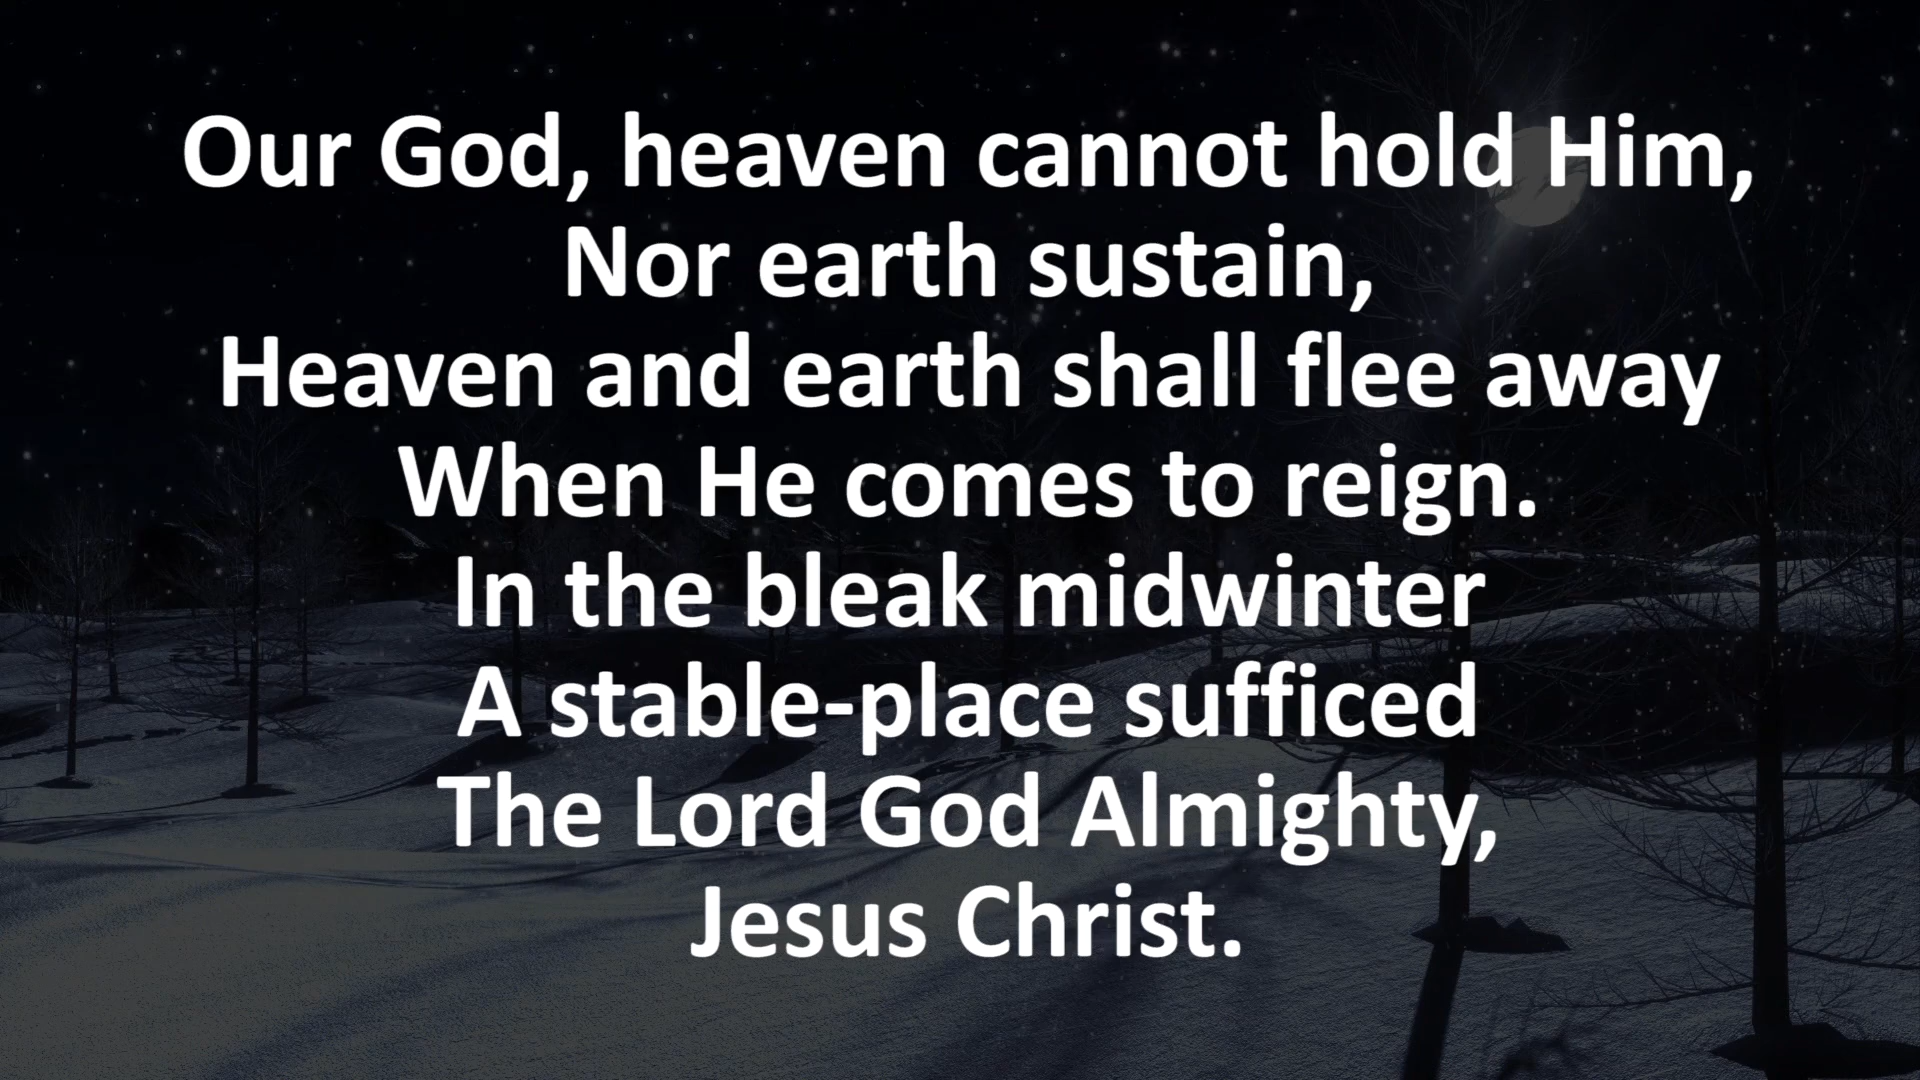 Our God, heaven cannot hold Him,
Nor earth sustain,
Heaven and earth shall flee away
When He comes to reign.
In the bleak midwinter
A stable-place sufficed
The Lord God Almighty,
Jesus Christ.